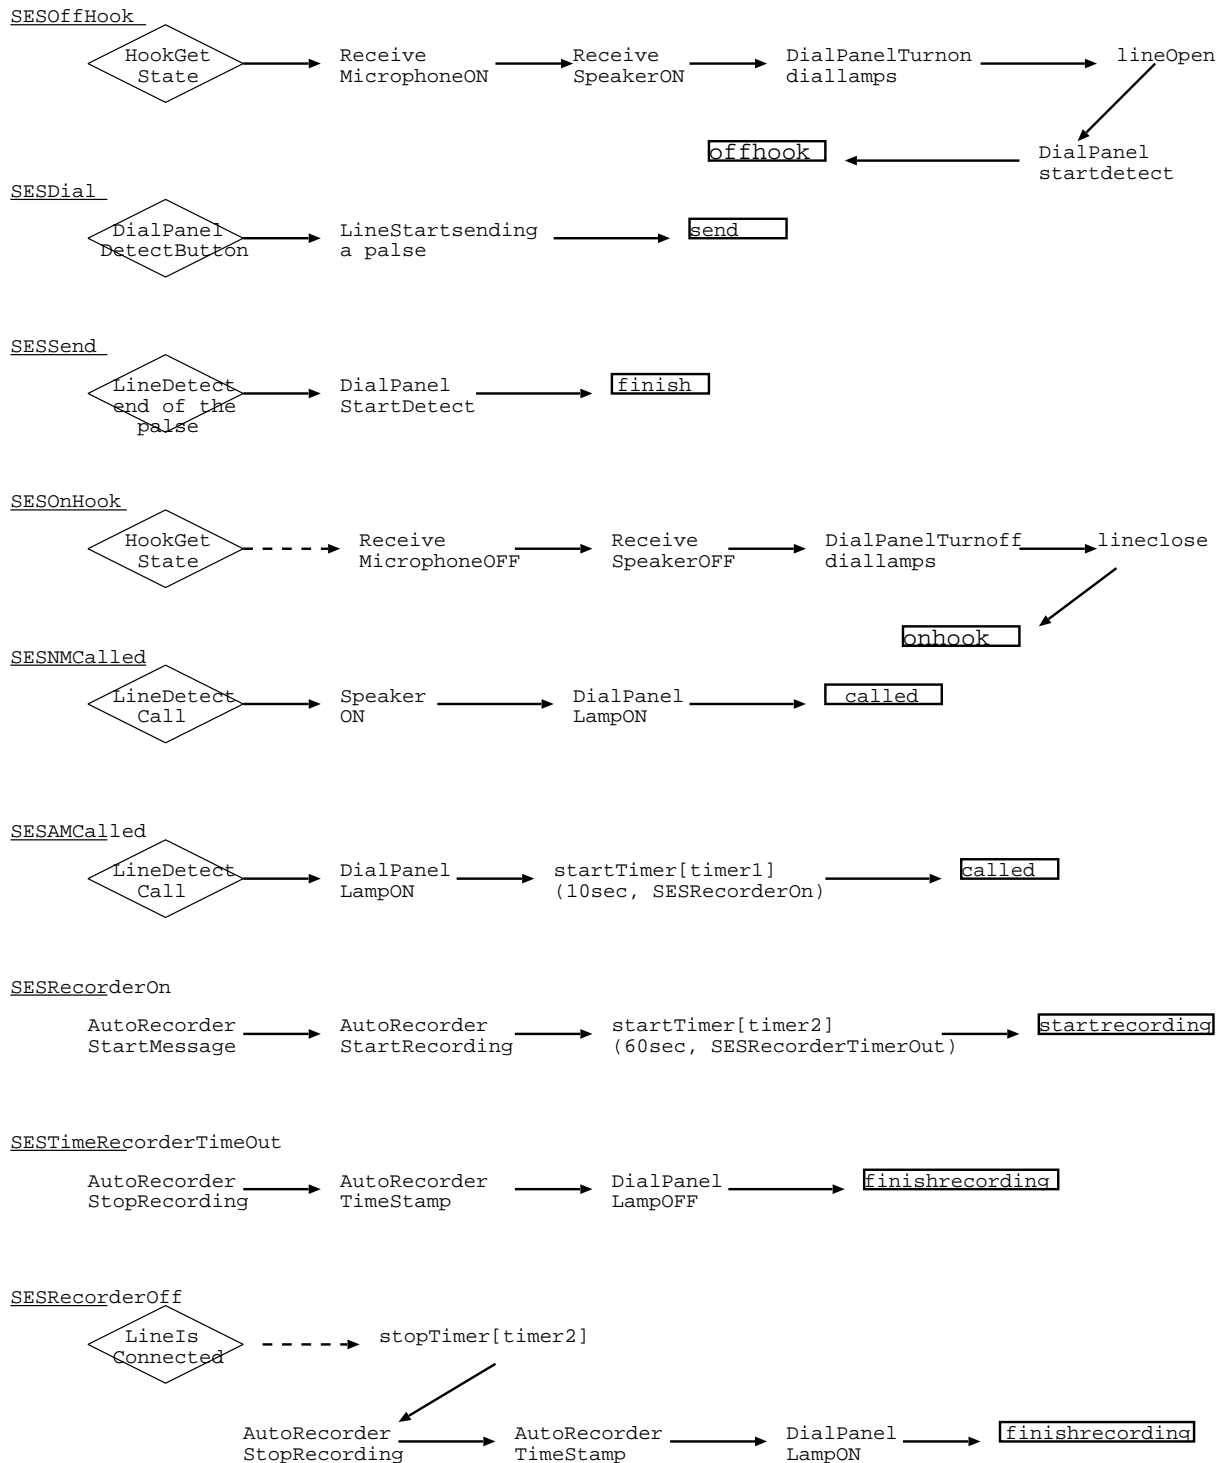 SESOffHook
HookGet
State
Receive
MicrophoneON
Receive
SpeakerON
DialPanelTurnon
diallamps
lineOpen
offhook
DialPanel
startdetect
SESDial
DialPanel
DetectButton
LineStartsending
a palse
send
SESSend
LineDetect
end of the
palse
DialPanel
StartDetect
finish
SESOnHook
HookGet
State
Receive
MicrophoneOFF
Receive
SpeakerOFF
DialPanelTurnoff
diallamps
lineclose
onhook
SESNMCalled
LineDetect
Call
Speaker
ON
DialPanel
LampON
called
SESAMCalled
LineDetect
Call
DialPanel
LampON
startTimer[timer1]
(10sec, SESRecorderOn)
called
SESRecorderOn
AutoRecorder
StartMessage
AutoRecorder
StartRecording
startTimer[timer2]
(60sec, SESRecorderTimerOut)
startrecording
SESTimeRecorderTimeOut
AutoRecorder
StopRecording
AutoRecorder
TimeStamp
DialPanel
LampOFF
finishrecording
SESRecorderOff
LineIs
Connected
stopTimer[timer2]
AutoRecorder
StopRecording
AutoRecorder
TimeStamp
DialPanel
LampON
finishrecording